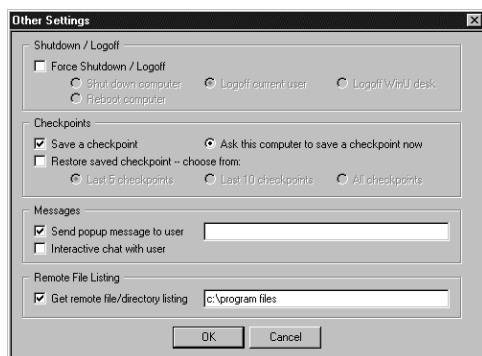 Other Settings
Shutdown / Logoff
Force Shutdown / Logoff
Shut down computer Logoff current user Logoff WinU desk
Reboot computer
Checkpoints
Save a checkpoint Ask this computer to save a checkpoint now
Restore saved checkpoint -- choose from:
Last 5 checkpoints Last 10 checkpoints All checkpoints
Messages
Send popup message to user
Interactive chat with user
Remote File Listing
Get remote file/directory listing c:\program files
OK Cancel